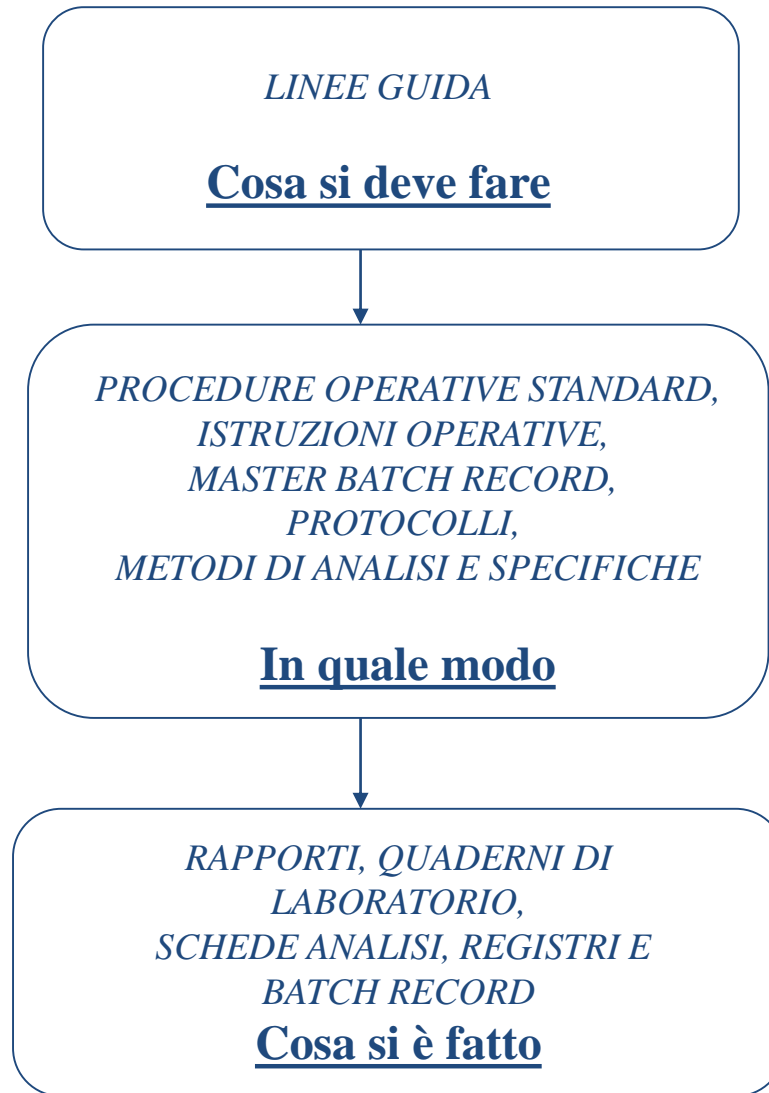 LINEE GUIDA
Cosa si deve fare
PROCEDURE OPERATIVE STANDARD,
ISTRUZIONI OPERATIVE,
MASTER BATCH RECORD,
PROTOCOLLI,
METODI DI ANALISI E SPECIFICHE
In quale modo
RAPPORTI, QUADERNI DI
LABORATORIO,
SCHEDE ANALISI, REGISTRI E
BATCH RECORD
Cosa si è fatto